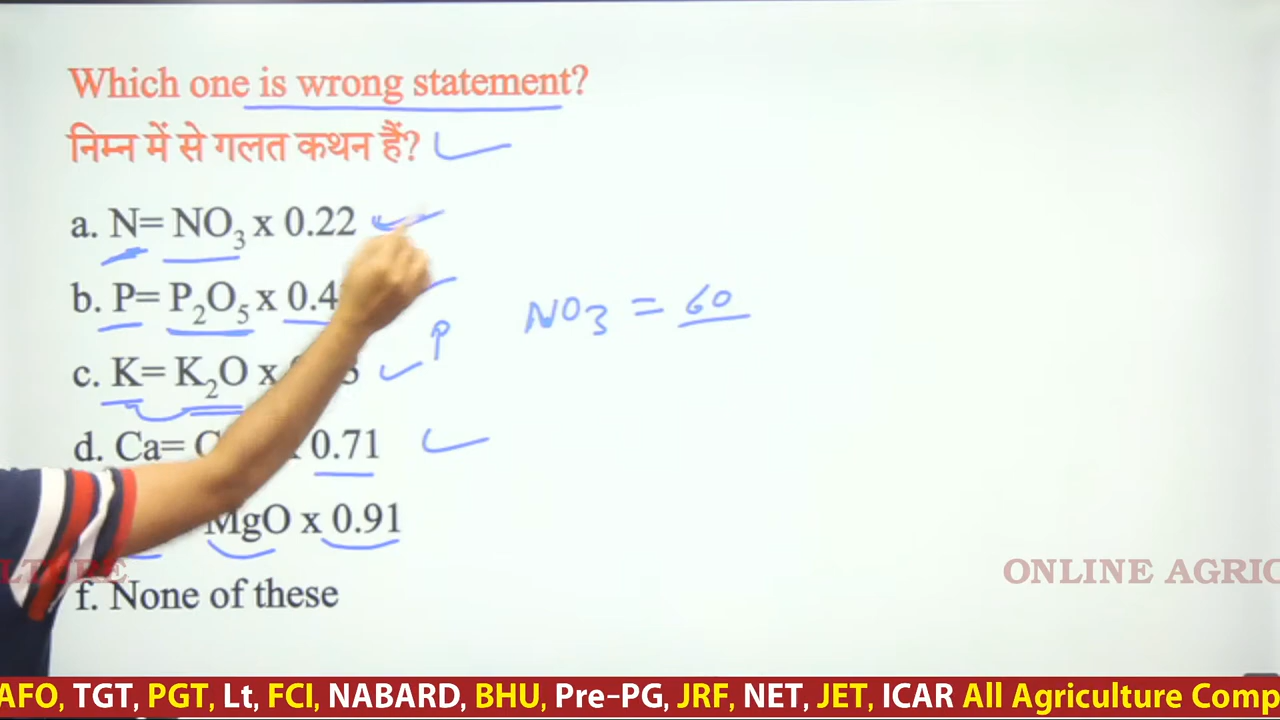 Which one is wrong statement?
निम्न में से गलत कथन हैं?
a. N= NO₃ x 0.22
b. P= P₂O₅ x 0.4
NO₃ = 60
P
c. K= K₂O x
d. Ca= 0.71
MgO x 0.91
ONLINE AGRIC
f. None of these
AFO, TGT, PGT, Lt, FCI, NABARD, BHU, Pre-PG, JRF, NET, JET, ICAR All Agriculture Comp